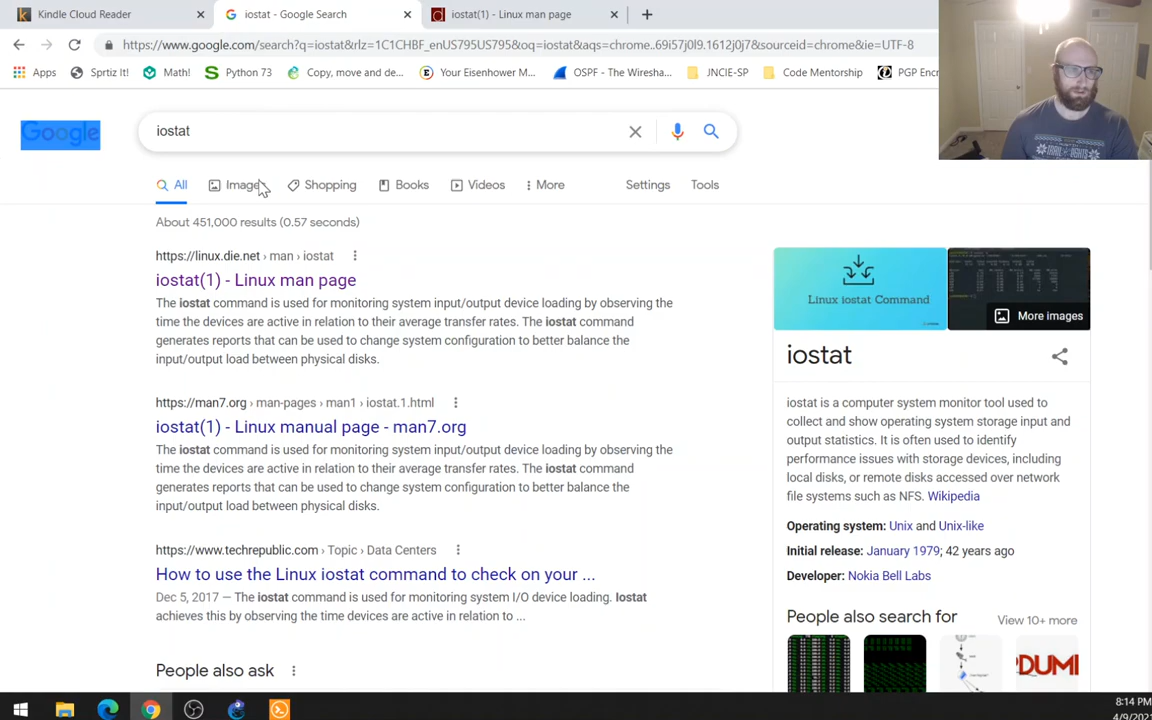 Kindle Cloud Reader
iostat - Google Search
iostat(1) - Linux man page
https://www.google.com/search?q=iostat&rlz=1C1CHBF_enUS795US795&oq=iostat&aqs=chrome..69i57j0l9.1612j0j7&sourceid=chrome&ie=UTF-8
Apps
Sprtiz It!
Math!
Python 73
Copy, move and de...
Your Eisenhower M...
OSPF - The Wiresha...
JNCIE-SP
Code Mentorship
PGP Encr
Google
iostat
All
Image
Shopping
Books
Videos
More
Settings
Tools
About 451,000 results (0.57 seconds)
https://linux.die.net › man › iostat
iostat(1) - Linux man page
The iostat command is used for monitoring system input/output device loading by observing the
time the devices are active in relation to their average transfer rates. The iostat command
generates reports that can be used to change system configuration to better balance the
input/output load between physical disks.
https://man7.org › man-pages › man1 › iostat.1.html
iostat(1) - Linux manual page - man7.org
The iostat command is used for monitoring system input/output device loading by observing the
time the devices are active in relation to their average transfer rates. The iostat command
generates reports that can be used to change system configuration to better balance the
input/output load between physical disks.
https://www.techrepublic.com › Topic › Data Centers
How to use the Linux iostat command to check on your ...
Dec 5, 2017 — The iostat command is used for monitoring system I/O device loading. Iostat
achieves this by observing the time devices are active in relation to ...
People also ask
Linux iostat Command
More images
iostat
iostat is a computer system monitor tool used to
collect and show operating system storage input and
output statistics. It is often used to identify
performance issues with storage devices, including
local disks, or remote disks accessed over network
file systems such as NFS. Wikipedia
Operating system: Unix and Unix-like
Initial release: January 1979; 42 years ago
Developer: Nokia Bell Labs
People also search for
View 10+ more
DUMI
8:14 PM
4/9/202